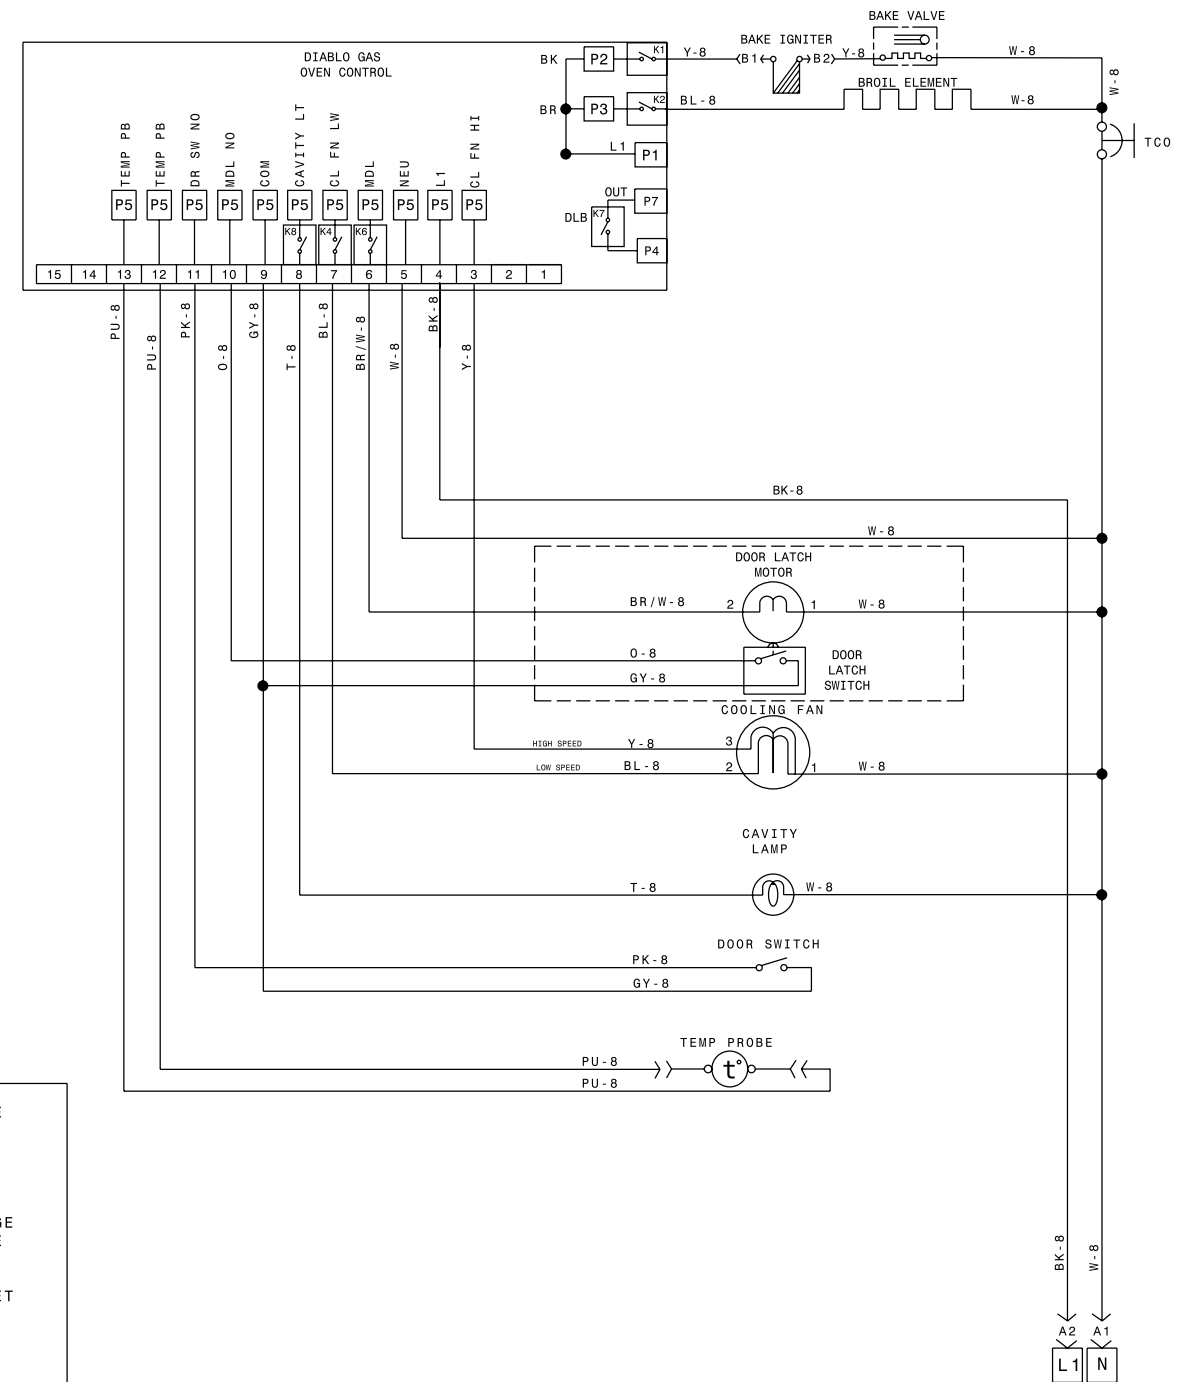 BAKE VALVE
DIABLO GAS
OVEN CONTROL
BK
P2
K1
Y-8
BAKE IGNITER
B1
B2
Y-8
W-8
W-8
BR
P3
K2
BL-8
BROIL ELEMENT
W-8
TCO
L1
P1
TEMP PB
TEMP PB
DR SW NO
MDL NO
COM
CAVITY LT
CL FN LW
MDL
NEU
L1
CL FN HI
P5 P5 P5 P5 P5 P5 P5 P5 P5 P5 P5
OUT
P7
DLB
K7
P4
K8 K4 K6
15 14 13 12 11 10 9 8 7 6 5 4 3 2 1
PU-8
PU-8
PK-8
O-8
GY-8
T-8
BL-8
BR/W-8
W-8
BK-8
Y-8
BK-8
W-8
DOOR LATCH
MOTOR
BR/W-8 2 1 W-8
O-8
GY-8
DOOR
LATCH
SWITCH
COOLING FAN
HIGH SPEED Y-8 3
LOW SPEED BL-8 2 1 W-8
CAVITY
LAMP
T-8 W-8
DOOR SWITCH
PK-8
GY-8
TEMP PROBE
PU-8
t°
PU-8
E
GE
E
ET
BK-8
W-8
A2 A1
L1 N